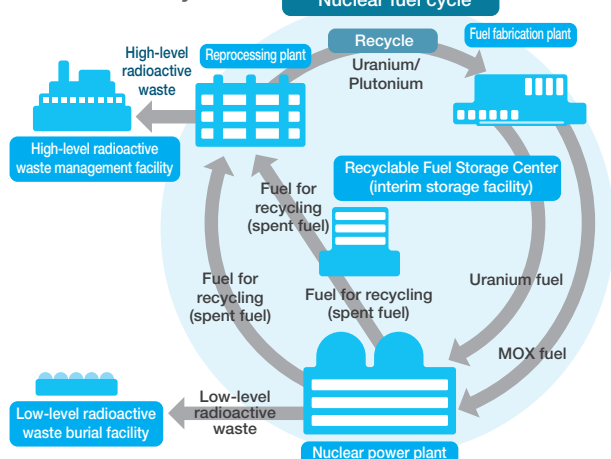 Nuclear fuel cycle
Fuel fabrication plant
High-level
radioactive
waste
Reprocessing plant
Recycle
Uranium/
Plutonium
High-level radioactive
waste management facility
Recyclable Fuel Storage Center
(interim storage facility)
Fuel for
recycling
(spent fuel)
Fuel for
recycling
(spent fuel)
Fuel for recycling
(spent fuel)
Uranium fuel
MOX fuel
Low-level
radioactive
waste
Low-level radioactive
waste burial facility
Nuclear power plant